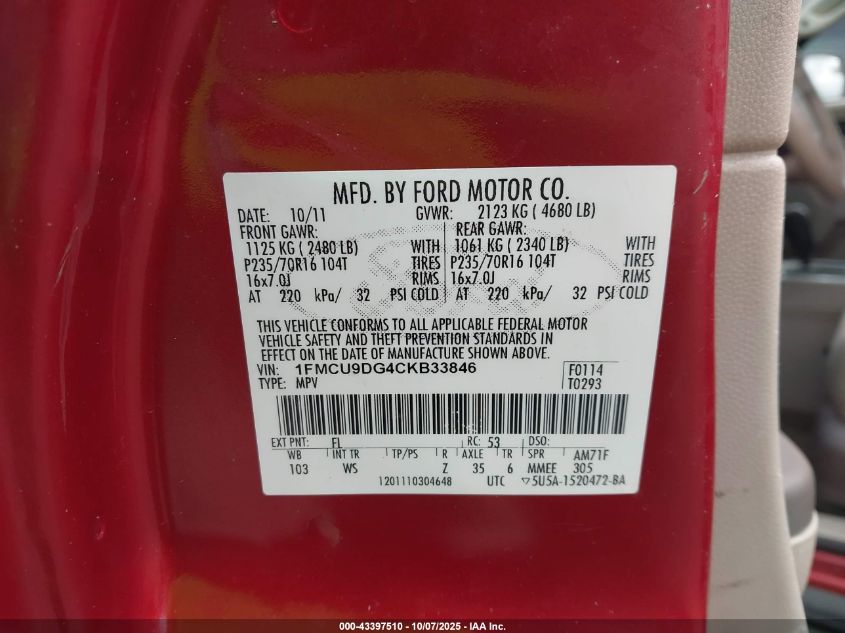 MFD. BY FORD MOTOR CO.
DATE: 10/11 GVWR: 2123 KG ( 4680 LB)
FRONT GAWR: REAR GAWR:
1125 KG ( 2480 LB) WITH 1061 KG ( 2340 LB) WITH
P235/70R16 104T TIRES P235/70R16 104T TIRES
16x7.0J RIMS 16x7.0J RIMS
AT 220 kPa/ 32 PSI COLD AT 220 kPa/ 32 PSI COLD
THIS VEHICLE CONFORMS TO ALL APPLICABLE FEDERAL MOTOR
VEHICLE SAFETY AND THEFT PREVENTION STANDARDS IN
EFFECT ON THE DATE OF MANUFACTURE SHOWN ABOVE.
VIN: 1FMCU9DG4CKB33846 F0114
TYPE: MPV T0293
EXT PNT: FL RC: 53 DSO:
WB INT TR TP/PS R AXLE TR SPR AM71F
103 WS Z 35 6 MMEE 305
1201110304648 UTC ▽5U5A-1520472-BA
000-43397510 - 10/07/2025 - IAAI.COM